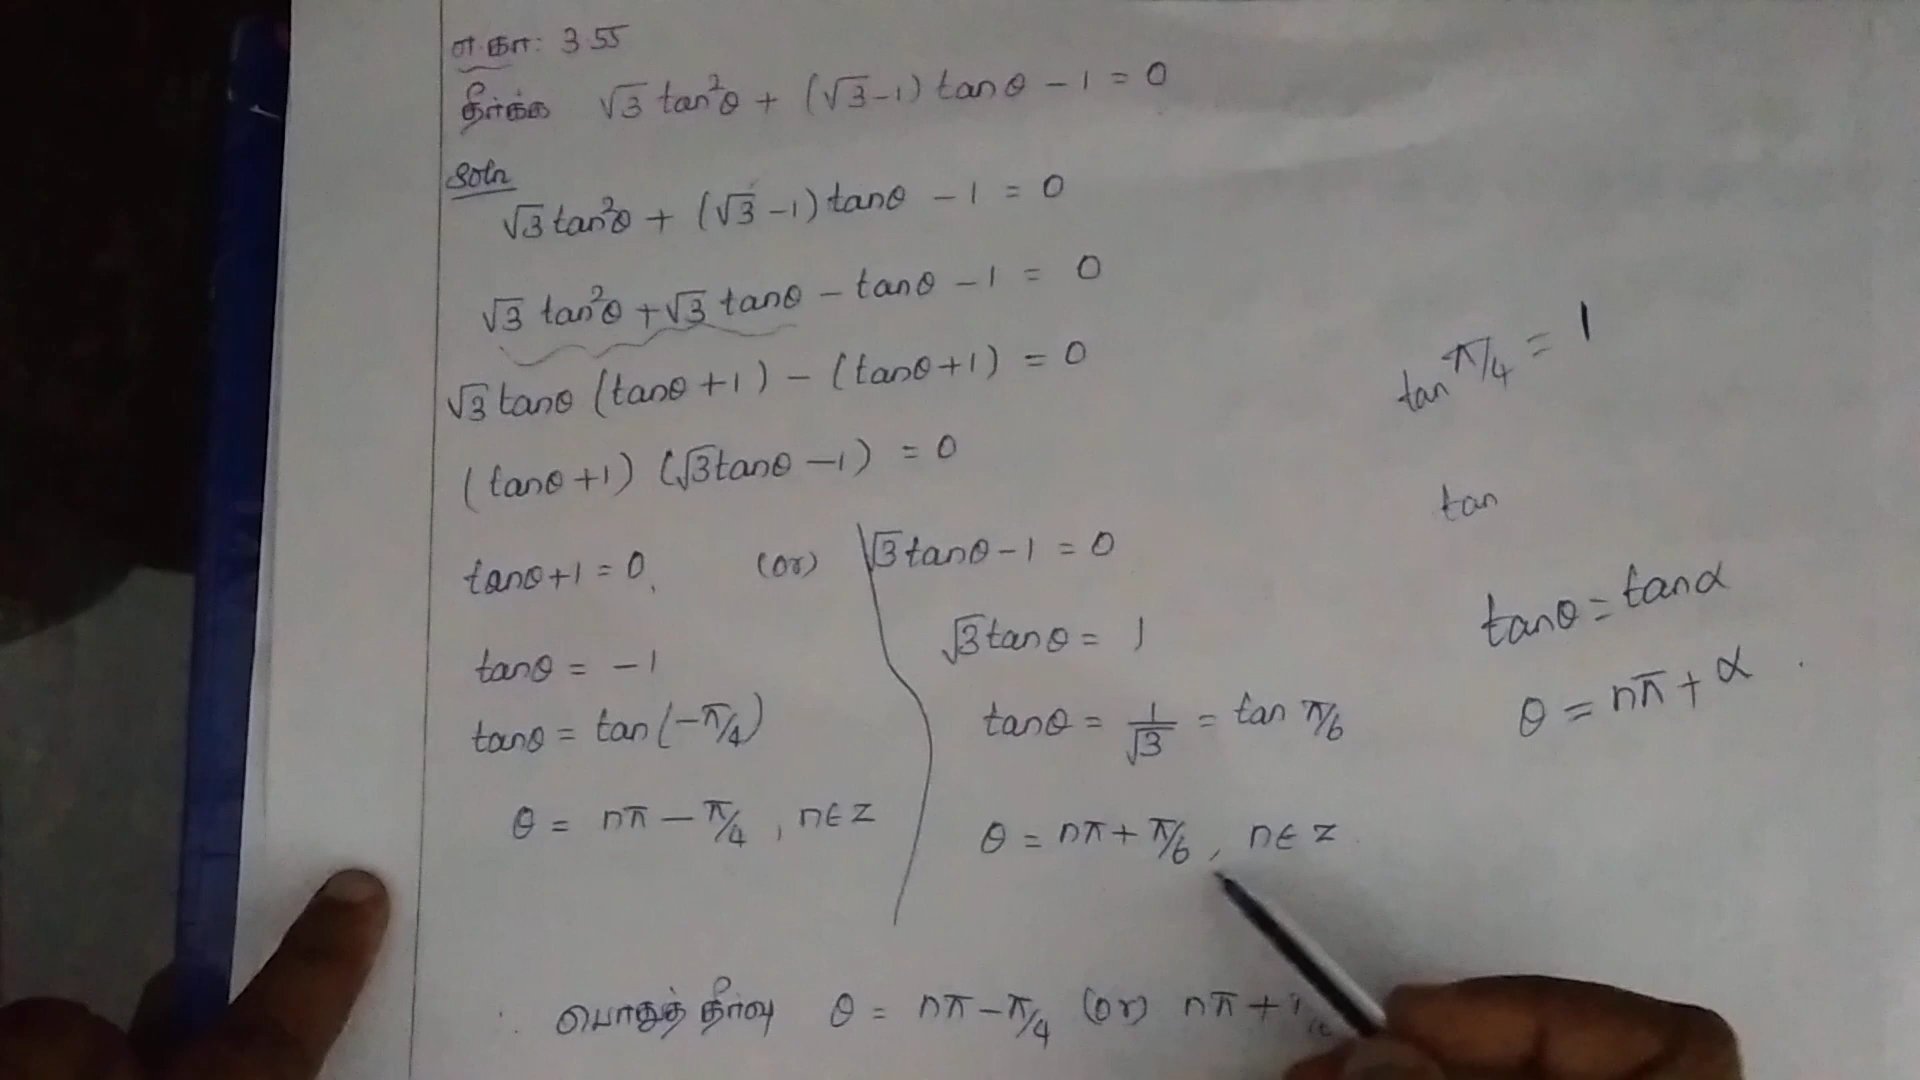 எ.கா: 3.55
தீர்க்க √3 tan²θ + (√3-1) tanθ - 1 = 0
Soln
√3 tan²θ + (√3 -1) tanθ - 1 = 0
√3 tan²θ + √3 tanθ - tanθ - 1 = 0
√3 tanθ (tanθ + 1) - (tanθ+1) = 0
(tanθ +1) (√3tanθ -1) = 0
tanθ+1 = 0, (or) √3tanθ-1 = 0
tanθ = -1
tanθ = tan(-π/4)
θ = nπ - π/4, n∈Z
√3tanθ = 1
tanθ = 1/√3 = tan π/6
θ = nπ + π/6, n∈Z
∴ பொதுத் தீர்வு θ = nπ - π/4 (or) nπ +
tan π/4 = 1
tan
tanθ = tanα
θ = nπ + α